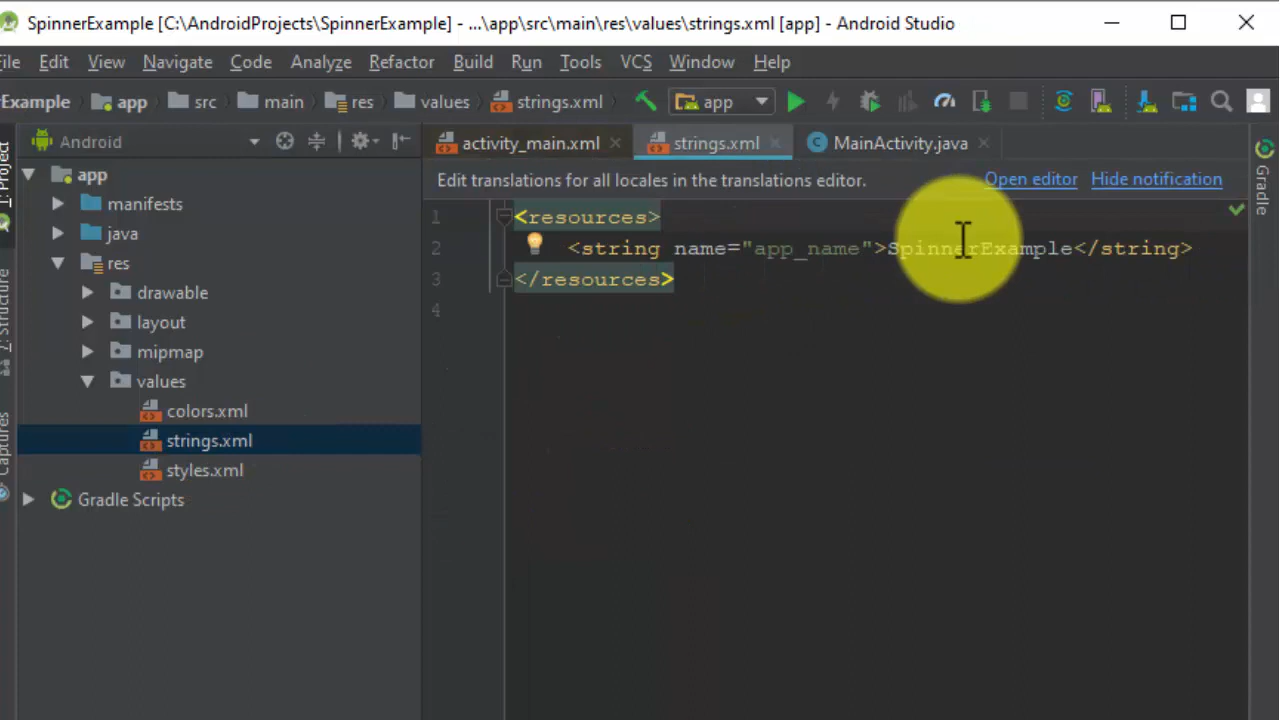 SpinnerExample [C:\AndroidProjects\SpinnerExample] - ...\app\src\main\res\values\strings.xml [app] - Android Studio
File Edit View Navigate Code Analyze Refactor Build Run Tools VCS Window Help
Example app src main res values strings.xml app
1: Project
Android
activity_main.xml strings.xml MainActivity.java
Gradle
app
manifests
java
res
drawable
layout
mipmap
values
colors.xml
strings.xml
styles.xml
Gradle Scripts
7: Structure
Captures
Edit translations for all locales in the translations editor. Open editor Hide notification
1 <resources>
2 <string name="app_name">SpinnerExample</string>
3 </resources>
4